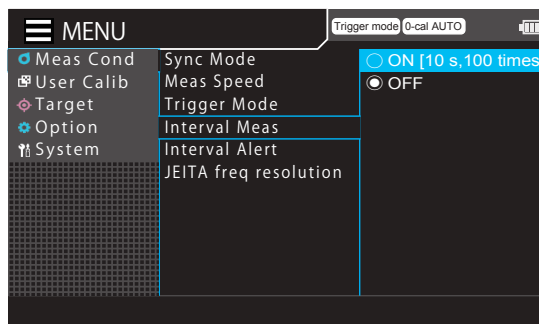 MENU
Trigger mode 0-cal AUTO
Meas Cond
User Calib
Target
Option
System
Sync Mode
Meas Speed
Trigger Mode
Interval Meas
Interval Alert
JEITA freq resolution
ON [10 s,100 times
OFF